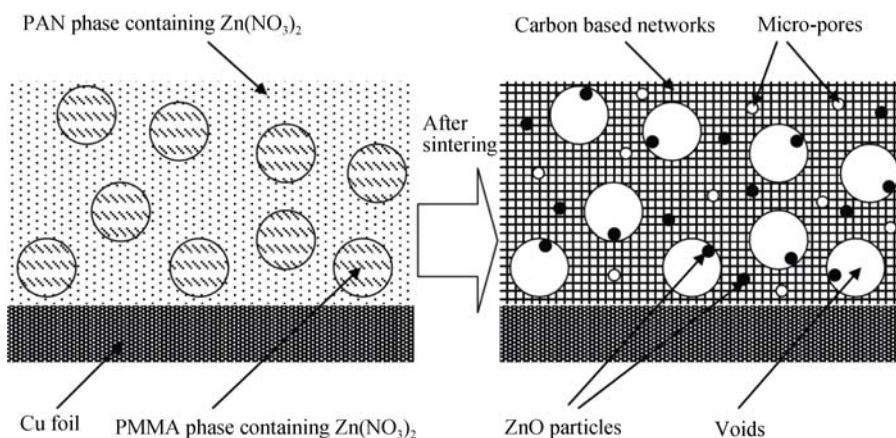 PAN phase containing Zn(NO₃)₂
Carbon based networks
Micro-pores
After
sintering
Cu foil
PMMA phase containing Zn(NO₃)₂
ZnO particles
Voids